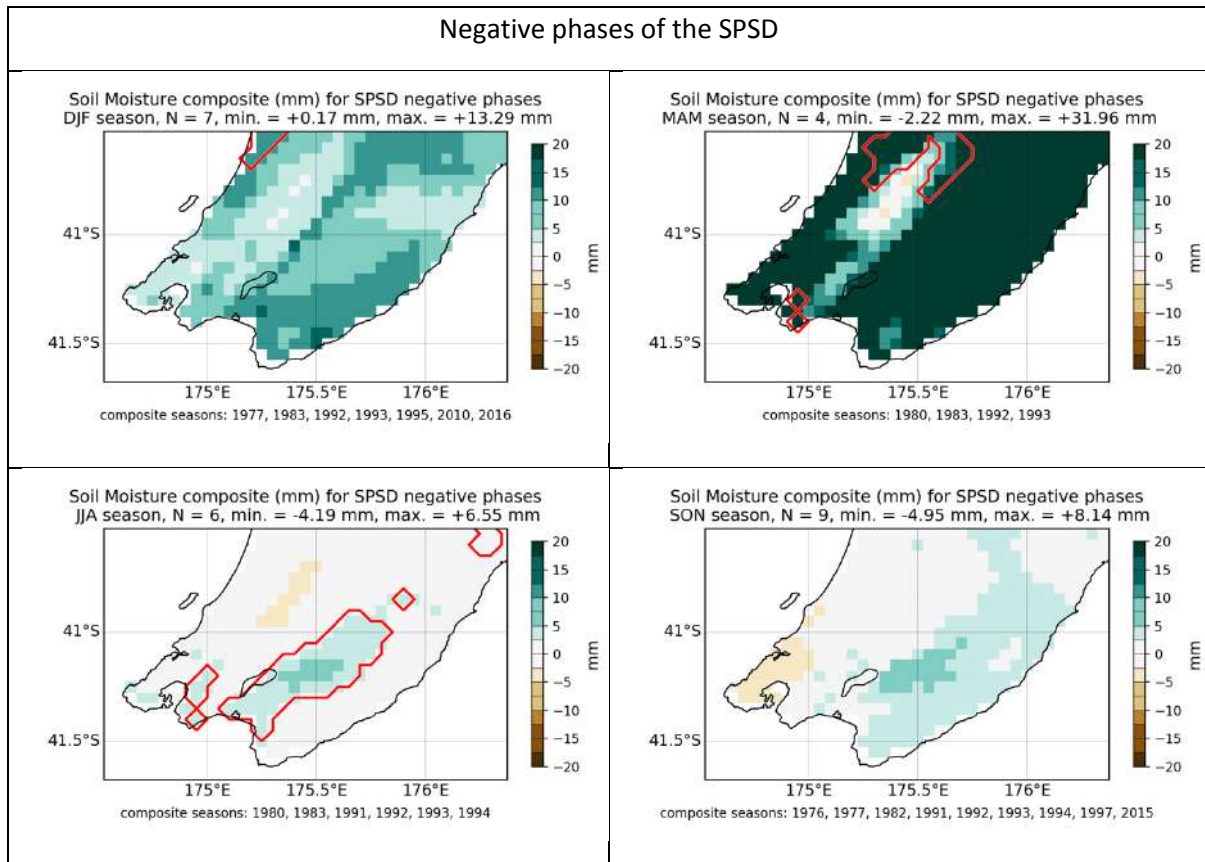 Negative phases of the SPSD
Soil Moisture composite (mm) for SPSD negative phases
DJF season, N = 7, min. = +0.17 mm, max. = +13.29 mm
20
15
10
5
0
−5
−10
−15
−20
mm
41°S
41.5°S
175°E 175.5°E 176°E
composite seasons: 1977, 1983, 1992, 1993, 1995, 2010, 2016
Soil Moisture composite (mm) for SPSD negative phases
MAM season, N = 4, min. = -2.22 mm, max. = +31.96 mm
20
15
10
5
0
−5
−10
−15
−20
mm
41°S
41.5°S
175°E 175.5°E 176°E
composite seasons: 1980, 1983, 1992, 1993
Soil Moisture composite (mm) for SPSD negative phases
JJA season, N = 6, min. = -4.19 mm, max. = +6.55 mm
20
15
10
5
0
−5
−10
−15
−20
mm
41°S
41.5°S
175°E 175.5°E 176°E
composite seasons: 1980, 1983, 1991, 1992, 1993, 1994
Soil Moisture composite (mm) for SPSD negative phases
SON season, N = 9, min. = -4.95 mm, max. = +8.14 mm
20
15
10
5
0
−5
−10
−15
−20
mm
41°S
41.5°S
175°E 175.5°E 176°E
composite seasons: 1976, 1977, 1982, 1991, 1992, 1993, 1994, 1997, 2015